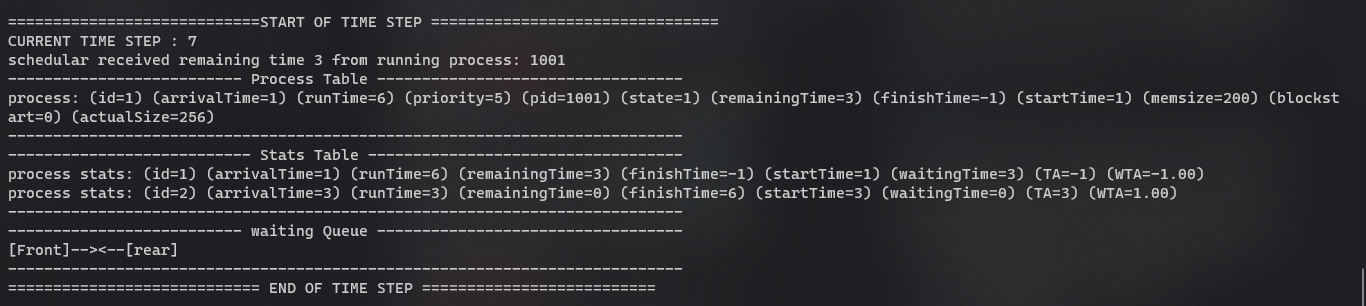 ============================START OF TIME STEP ================================
CURRENT TIME STEP : 7
schedular received remaining time 3 from running process: 1001
-------------------------- Process Table ----------------------------------
process: (id=1) (arrivalTime=1) (runTime=6) (priority=5) (pid=1001) (state=1) (remainingTime=3) (finishTime=-1) (startTime=1) (memsize=200) (blockst
art=0) (actualSize=256)
---------------------------------------------------------------------------
--------------------------- Stats Table -----------------------------------
process stats: (id=1) (arrivalTime=1) (runTime=6) (remainingTime=3) (finishTime=-1) (startTime=1) (waitingTime=3) (TA=-1) (WTA=-1.00)
process stats: (id=2) (arrivalTime=3) (runTime=3) (remainingTime=0) (finishTime=6) (startTime=3) (waitingTime=0) (TA=3) (WTA=1.00)
---------------------------------------------------------------------------
-------------------------- waiting Queue ----------------------------------
[Front]--><--[rear]
---------------------------------------------------------------------------
============================ END OF TIME STEP ==========================